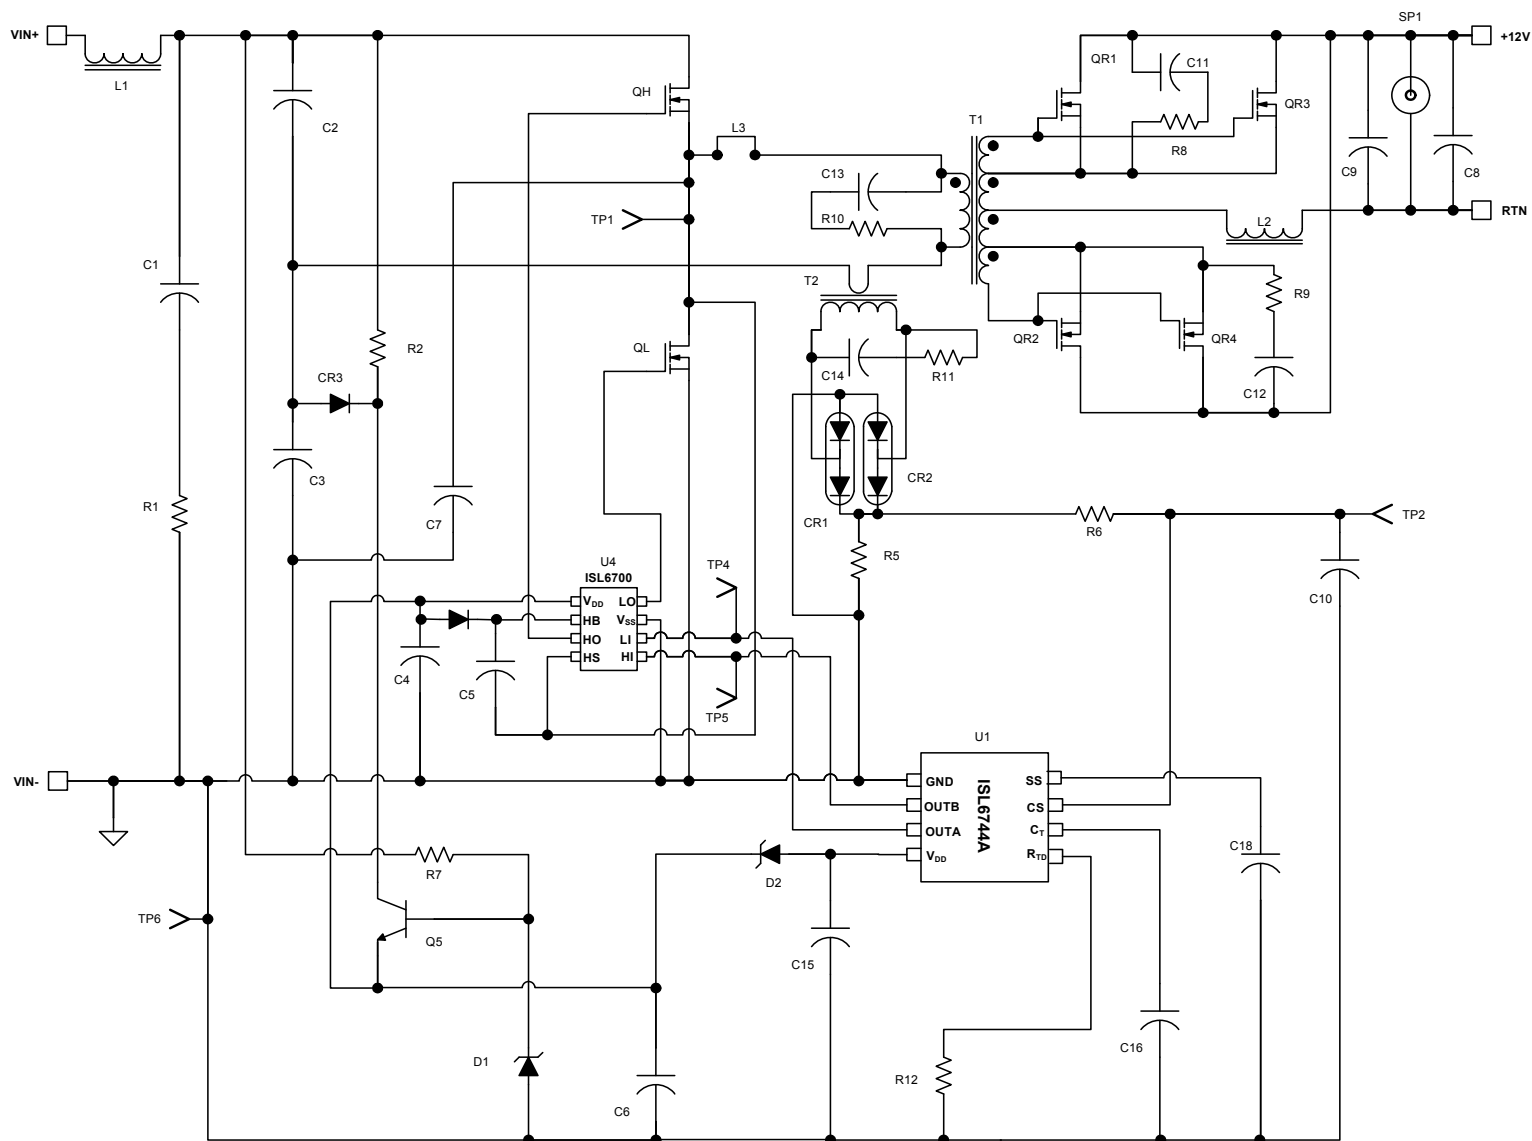 SP1
VIN+
+12V
L1
QR1
C11
QH
QR3
C2
L3
T1
R8
C13
C9
C8
R10
TP1
RTN
L2
C1
T2
R9
QR2
QR4
R2
QL
CR3
C14
R11
C12
C3
CR2
R1
C7
CR1
R6
TP2
U4
ISL6700
TP4
R5
C10
VDD
LO
HB
VSS
HO
LI
HS
HI
C4
C5
TP5
U1
VIN-
GND
SS
OUTB
CS
OUTA
CT
VDD
RTD
ISL6744A
C18
R7
D2
TP6
Q5
C15
D1
C16
R12
C6